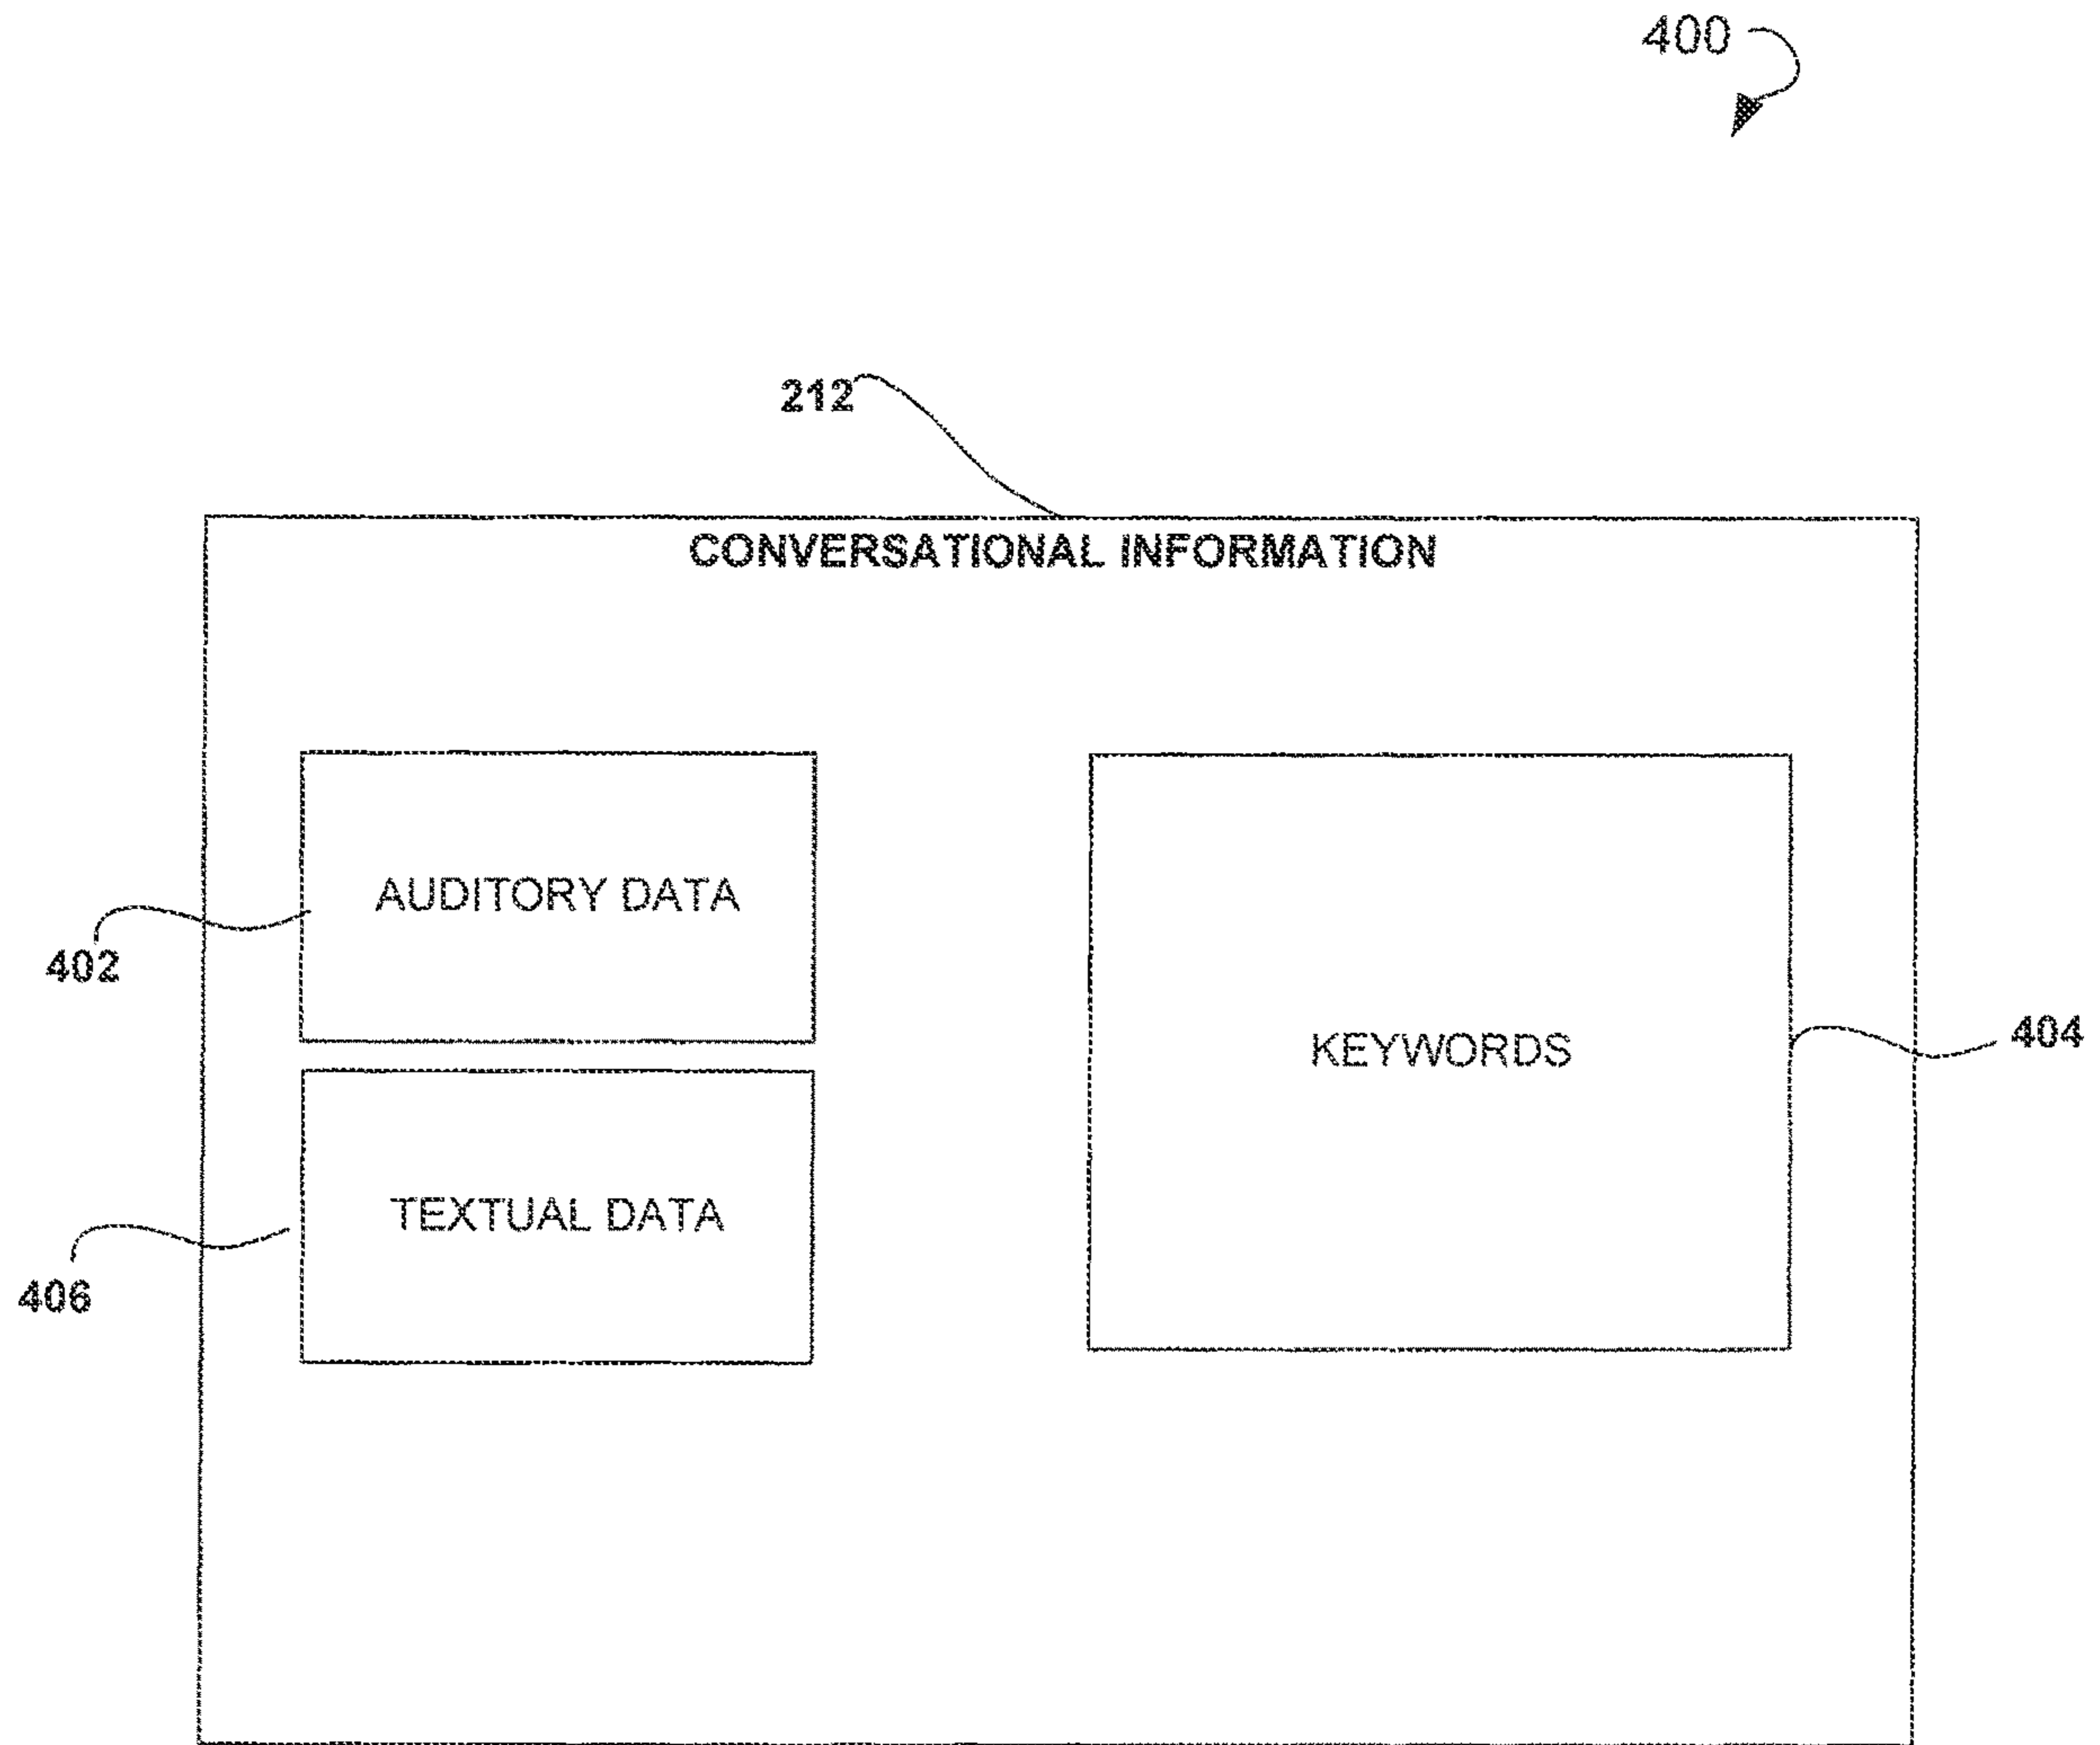 400
212
CONVERSATIONAL INFORMATION
AUDITORY DATA
402
KEYWORDS
404
TEXTUAL DATA
406